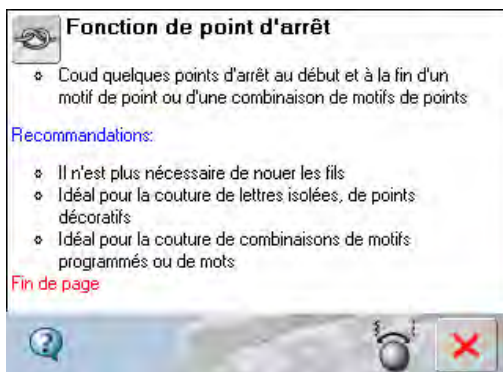 Fonction de point d'arrêt
Coud quelques points d'arrêt au début et à la fin d'un
motif de point ou d'une combinaison de motifs de points
Recommandations:
Il n'est plus nécessaire de nouer les fils
Idéal pour la couture de lettres isolées, de points
décoratifs
Idéal pour la couture de combinaisons de motifs
programmés ou de mots
Fin de page
?